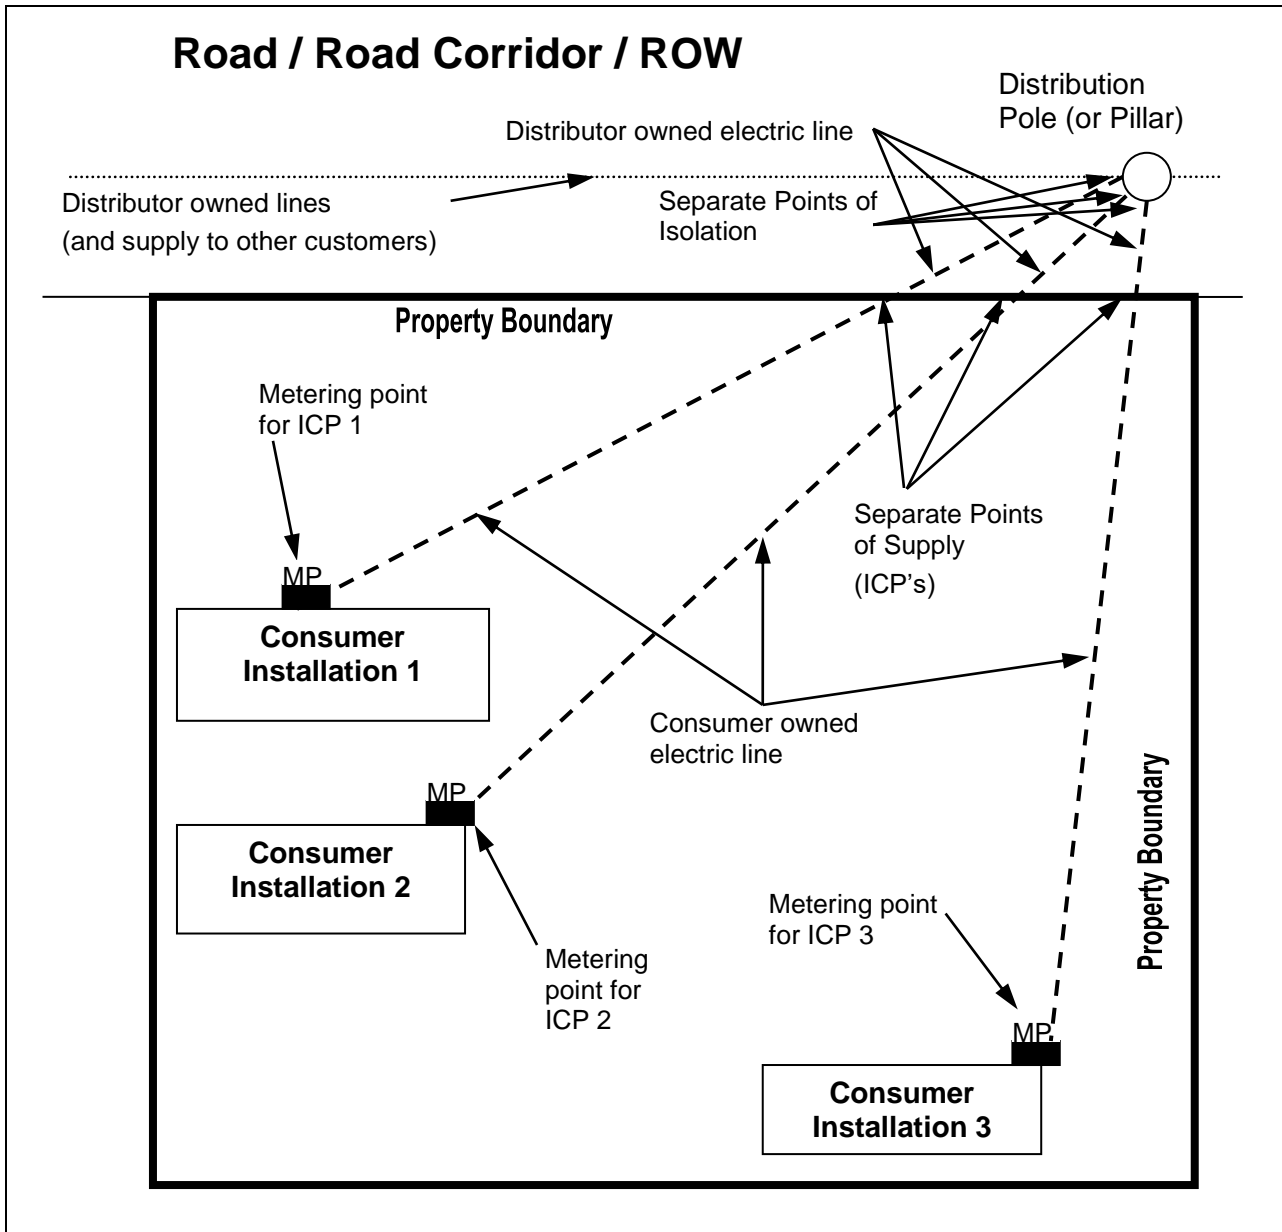 Road / Road Corridor / ROW
Distribution
Pole (or Pillar)
Distributor owned electric line
Distributor owned lines
(and supply to other customers)
Separate Points of
Isolation
Property Boundary
Metering point
for ICP 1
Separate Points
of Supply
(ICP's)
MP
Consumer
Installation 1
Consumer owned
electric line
MP
Consumer
Installation 2
Property Boundary
Metering point
for ICP 3
Metering
point for
ICP 2
MP
Consumer
Installation 3